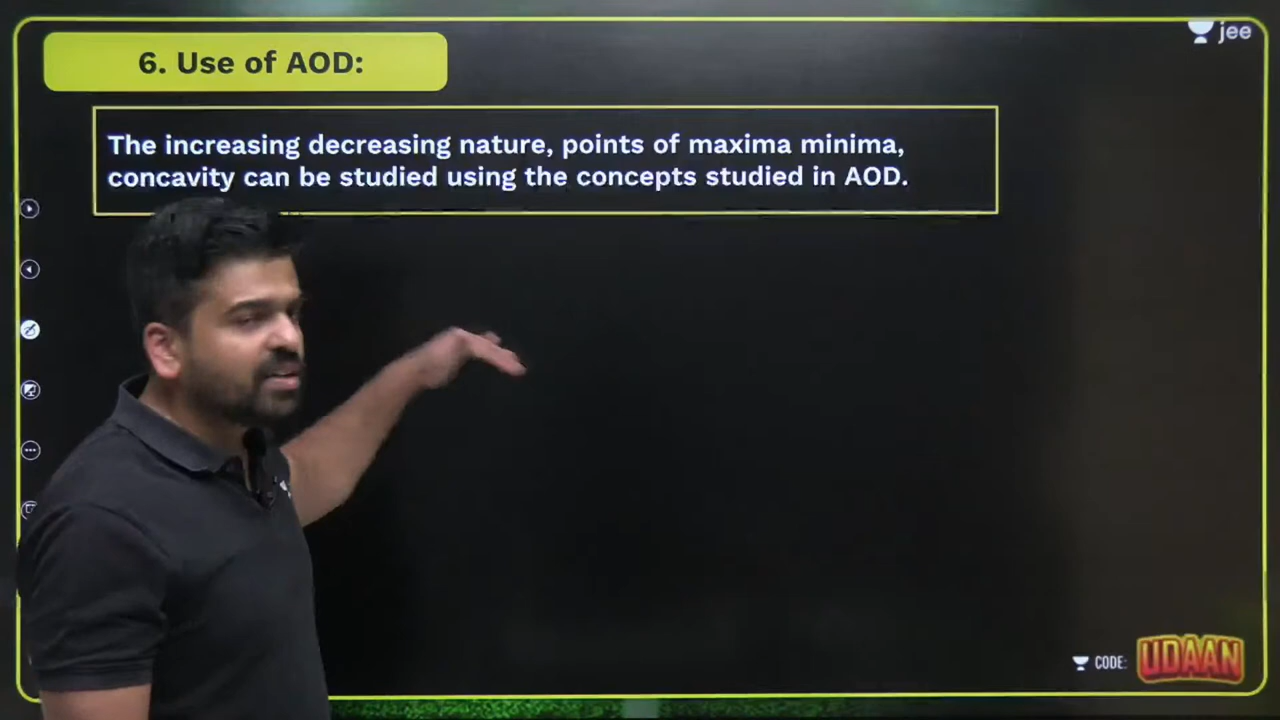 jee
6. Use of AOD:
The increasing decreasing nature, points of maxima minima,
concavity can be studied using the concepts studied in AOD.
CODE: UDAAN